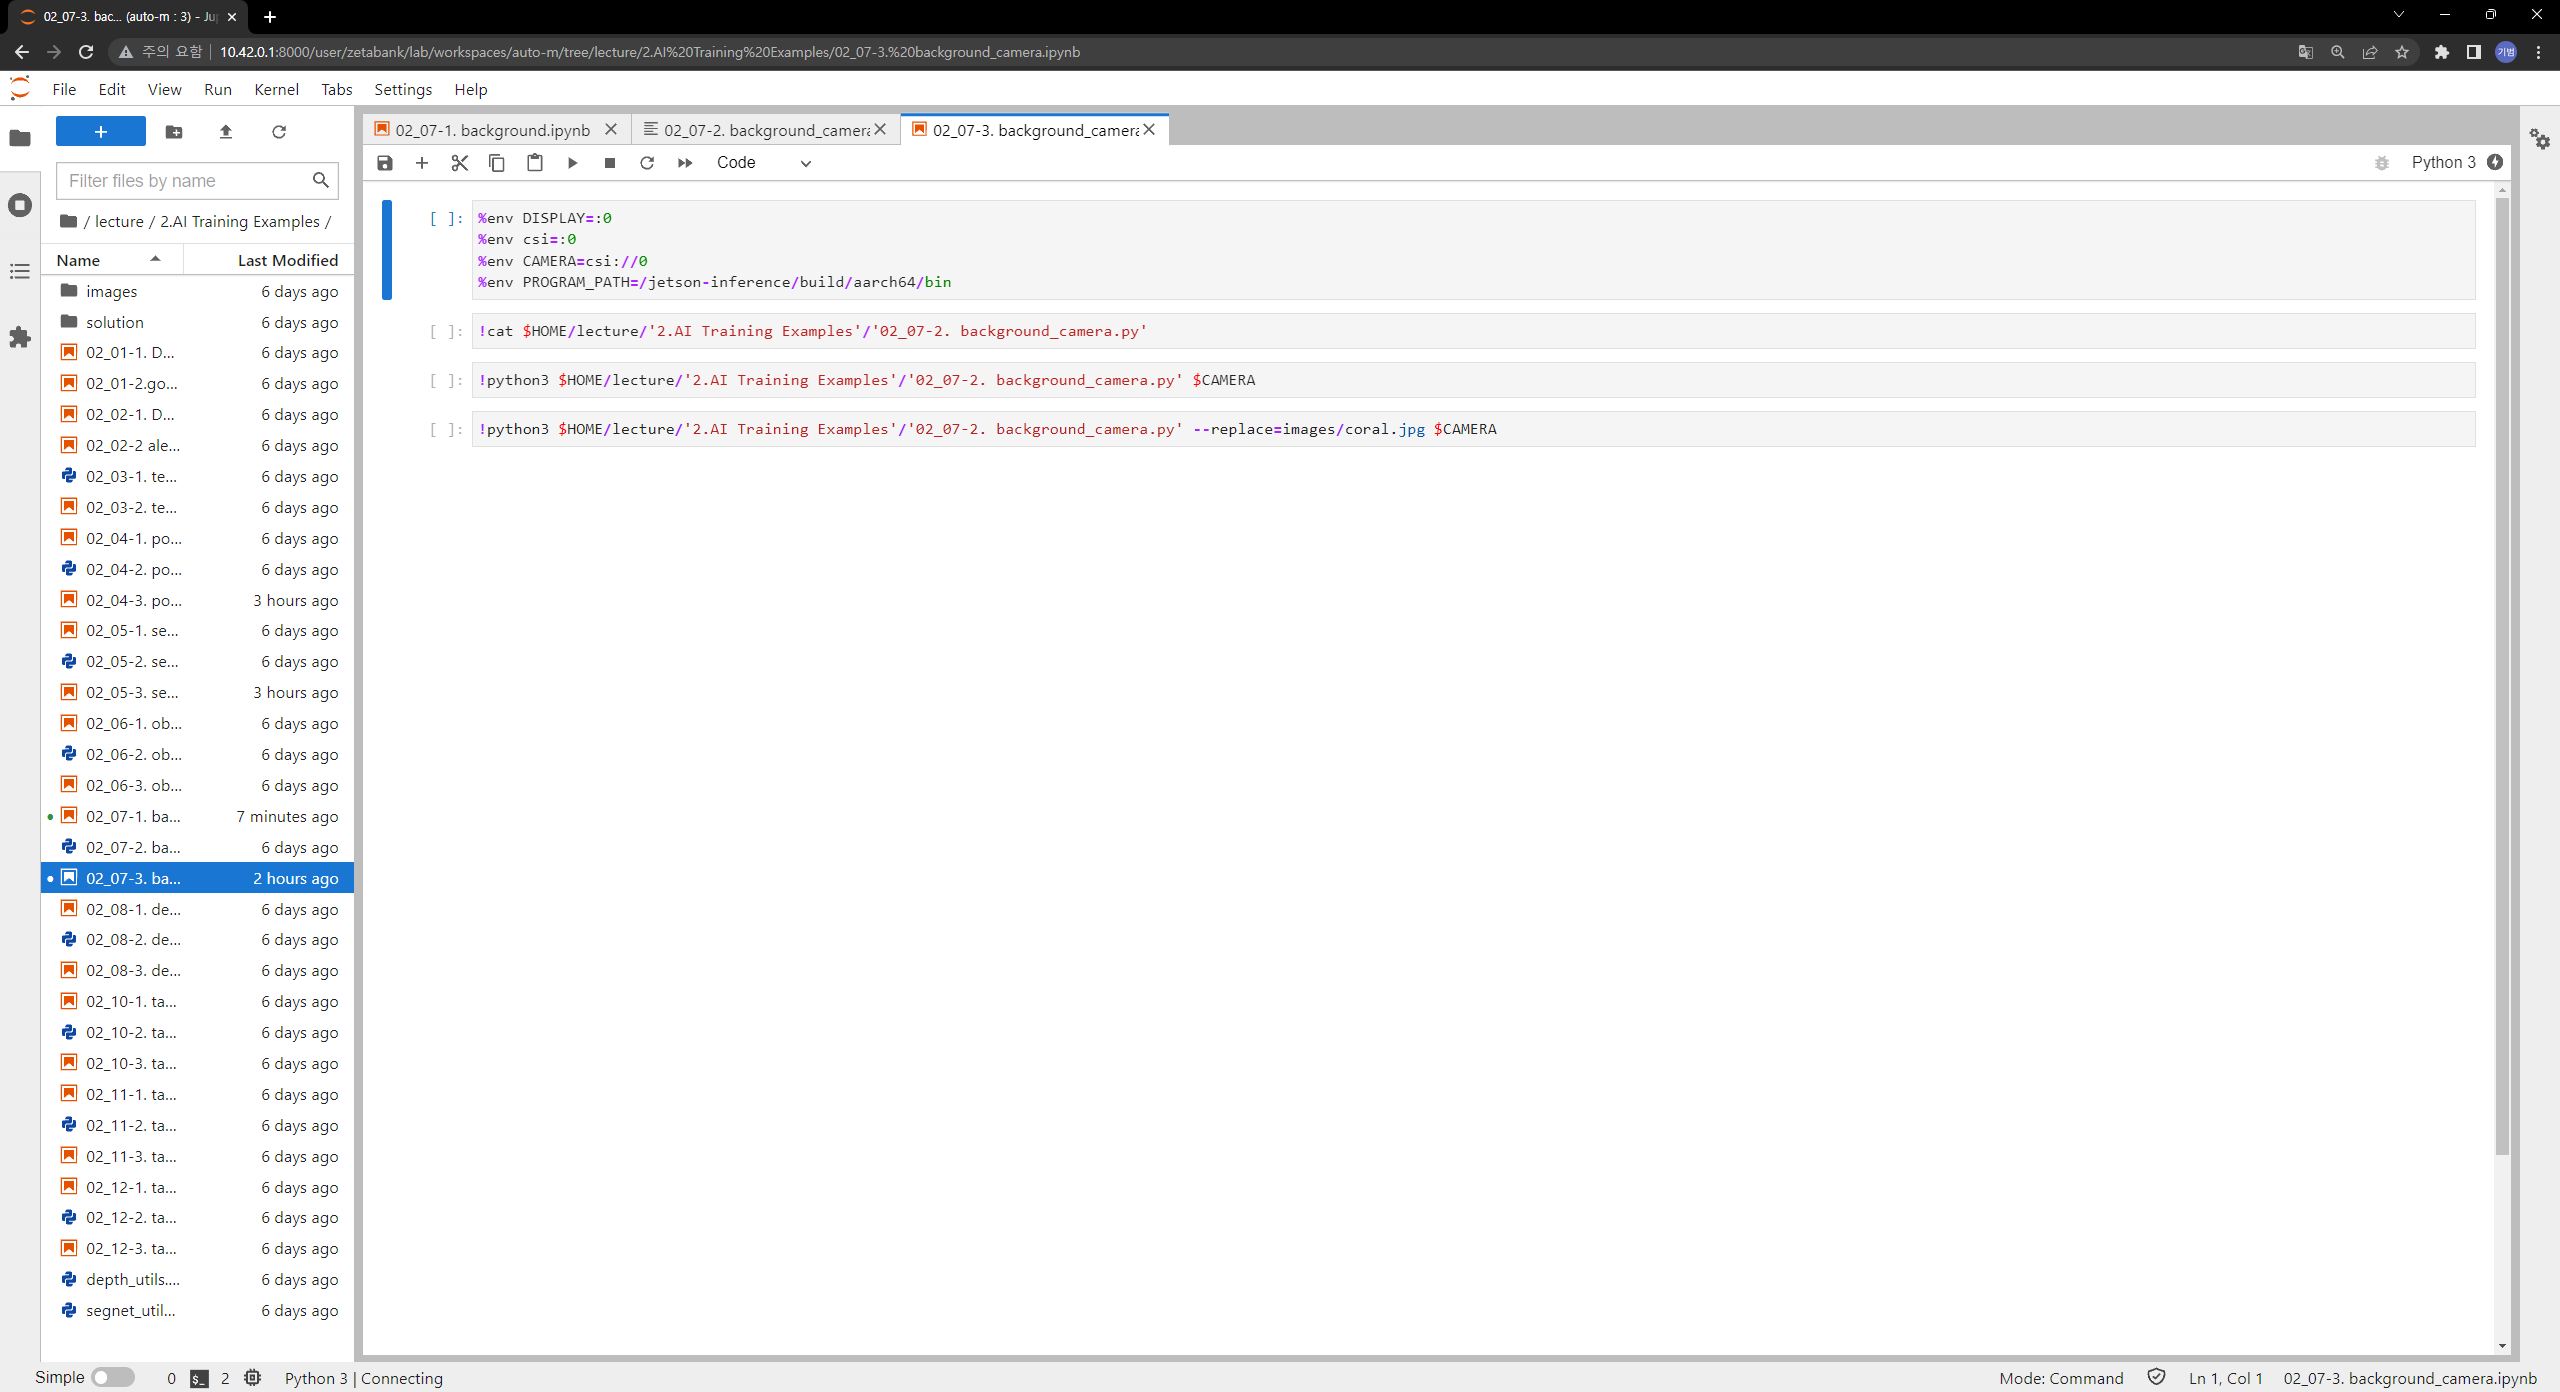 02_07-3. bac... (auto-m : 3) - Ju
주의 요함 | 10.42.0.1:8000/user/zetabank/lab/workspaces/auto-m/tree/lecture/2.AI%20Training%20Examples/02_07-3.%20background_camera.ipynb
기범
File Edit View Run Kernel Tabs Settings Help
+
Filter files by name
/ lecture / 2.AI Training Examples /
Name Last Modified
images 6 days ago
solution 6 days ago
02_01-1. D... 6 days ago
02_01-2.go... 6 days ago
02_02-1. D... 6 days ago
02_02-2 ale... 6 days ago
02_03-1. te... 6 days ago
02_03-2. te... 6 days ago
02_04-1. po... 6 days ago
02_04-2. po... 6 days ago
02_04-3. po... 3 hours ago
02_05-1. se... 6 days ago
02_05-2. se... 6 days ago
02_05-3. se... 3 hours ago
02_06-1. ob... 6 days ago
02_06-2. ob... 6 days ago
02_06-3. ob... 6 days ago
02_07-1. ba... 7 minutes ago
02_07-2. ba... 6 days ago
02_07-3. ba... 2 hours ago
02_08-1. de... 6 days ago
02_08-2. de... 6 days ago
02_08-3. de... 6 days ago
02_10-1. ta... 6 days ago
02_10-2. ta... 6 days ago
02_10-3. ta... 6 days ago
02_11-1. ta... 6 days ago
02_11-2. ta... 6 days ago
02_11-3. ta... 6 days ago
02_12-1. ta... 6 days ago
02_12-2. ta... 6 days ago
02_12-3. ta... 6 days ago
depth_utils.... 6 days ago
segnet_util... 6 days ago
02_07-1. background.ipynb 02_07-2. background_camera 02_07-3. background_camera
Code Python 3
[ ]: %env DISPLAY=:0
%env csi=:0
%env CAMERA=csi://0
%env PROGRAM_PATH=/jetson-inference/build/aarch64/bin
[ ]: !cat $HOME/lecture/'2.AI Training Examples'/'02_07-2. background_camera.py'
[ ]: !python3 $HOME/lecture/'2.AI Training Examples'/'02_07-2. background_camera.py' $CAMERA
[ ]: !python3 $HOME/lecture/'2.AI Training Examples'/'02_07-2. background_camera.py' --replace=images/coral.jpg $CAMERA
Simple 0 $_ 2 Python 3 | Connecting Mode: Command Ln 1, Col 1 02_07-3. background_camera.ipynb